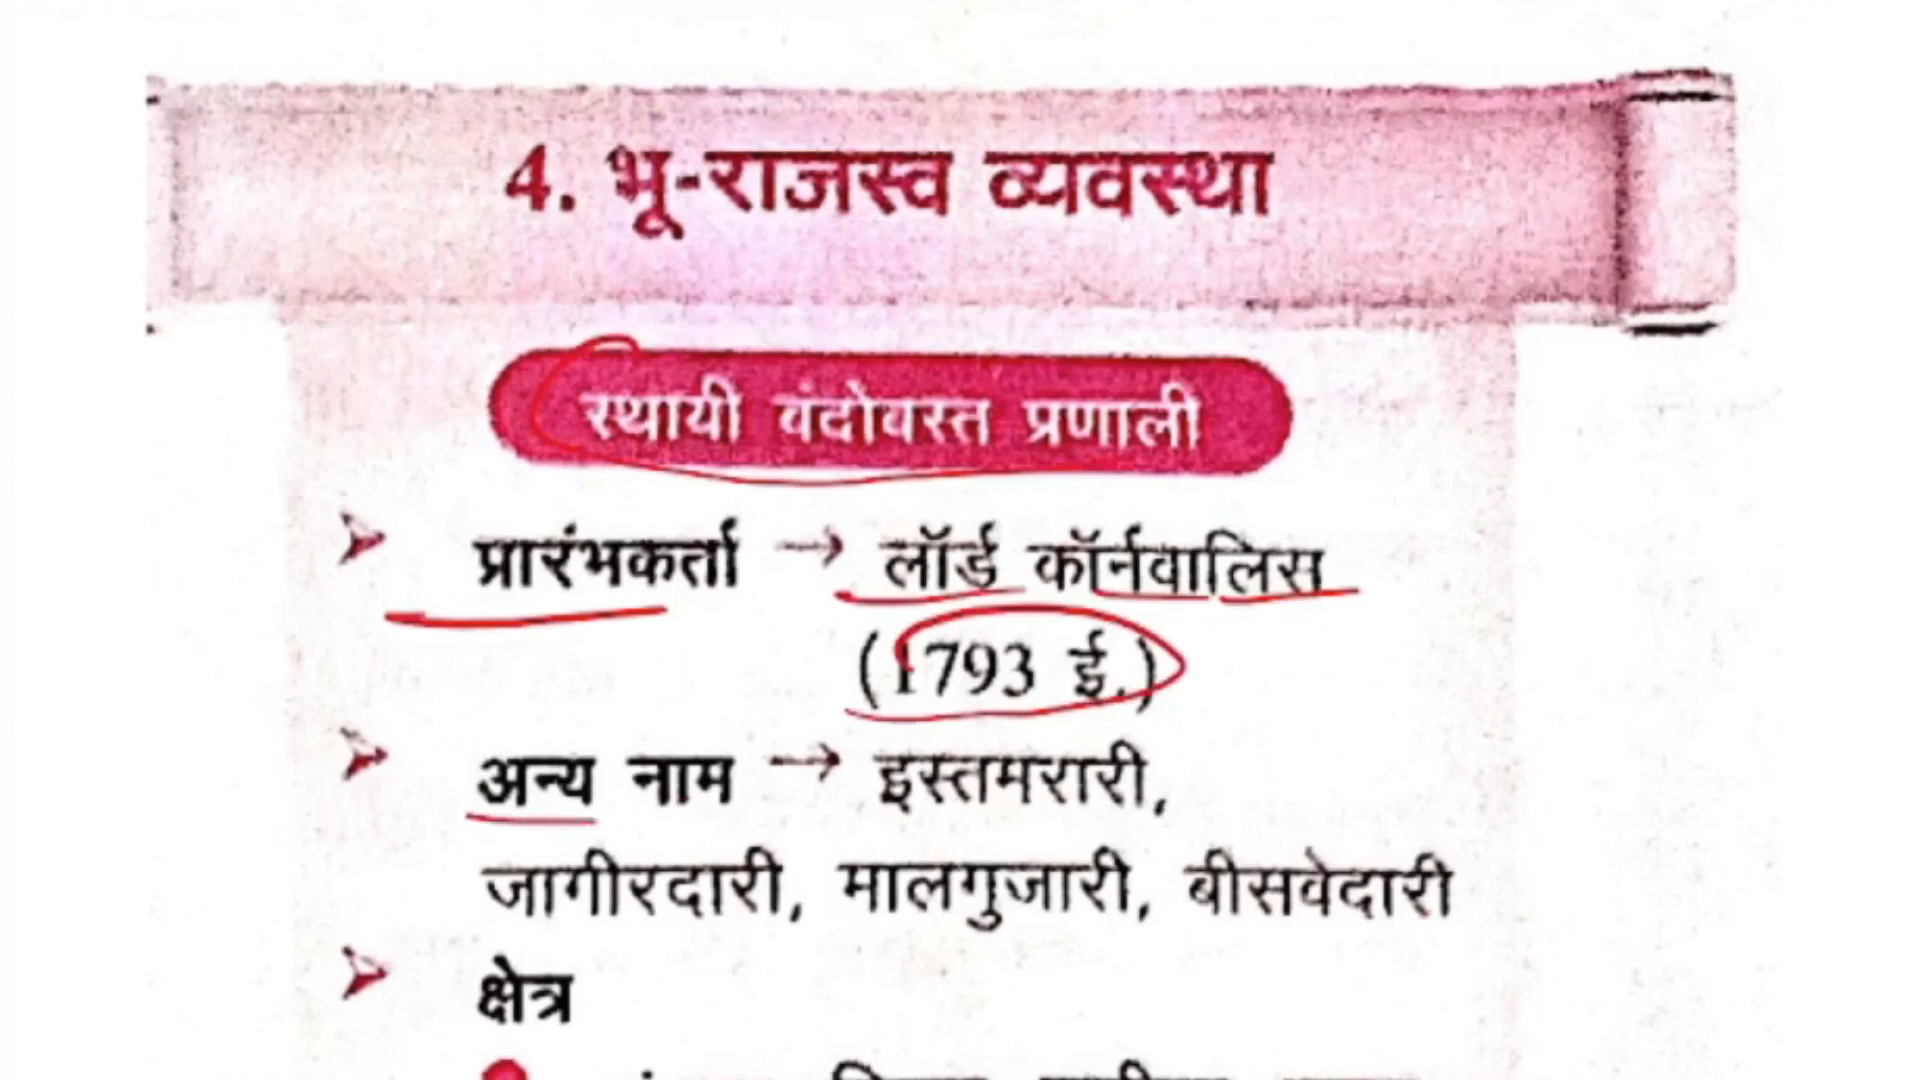 4. भू-राजस्व व्यवस्था
स्थायी बंदोबस्त प्रणाली
प्रारंभकर्ता → लॉर्ड कॉर्नवालिस
(1793 ई.)
अन्य नाम → इस्तमरारी,
जागीरदारी, मालगुजारी, बीसवेदारी
क्षेत्र